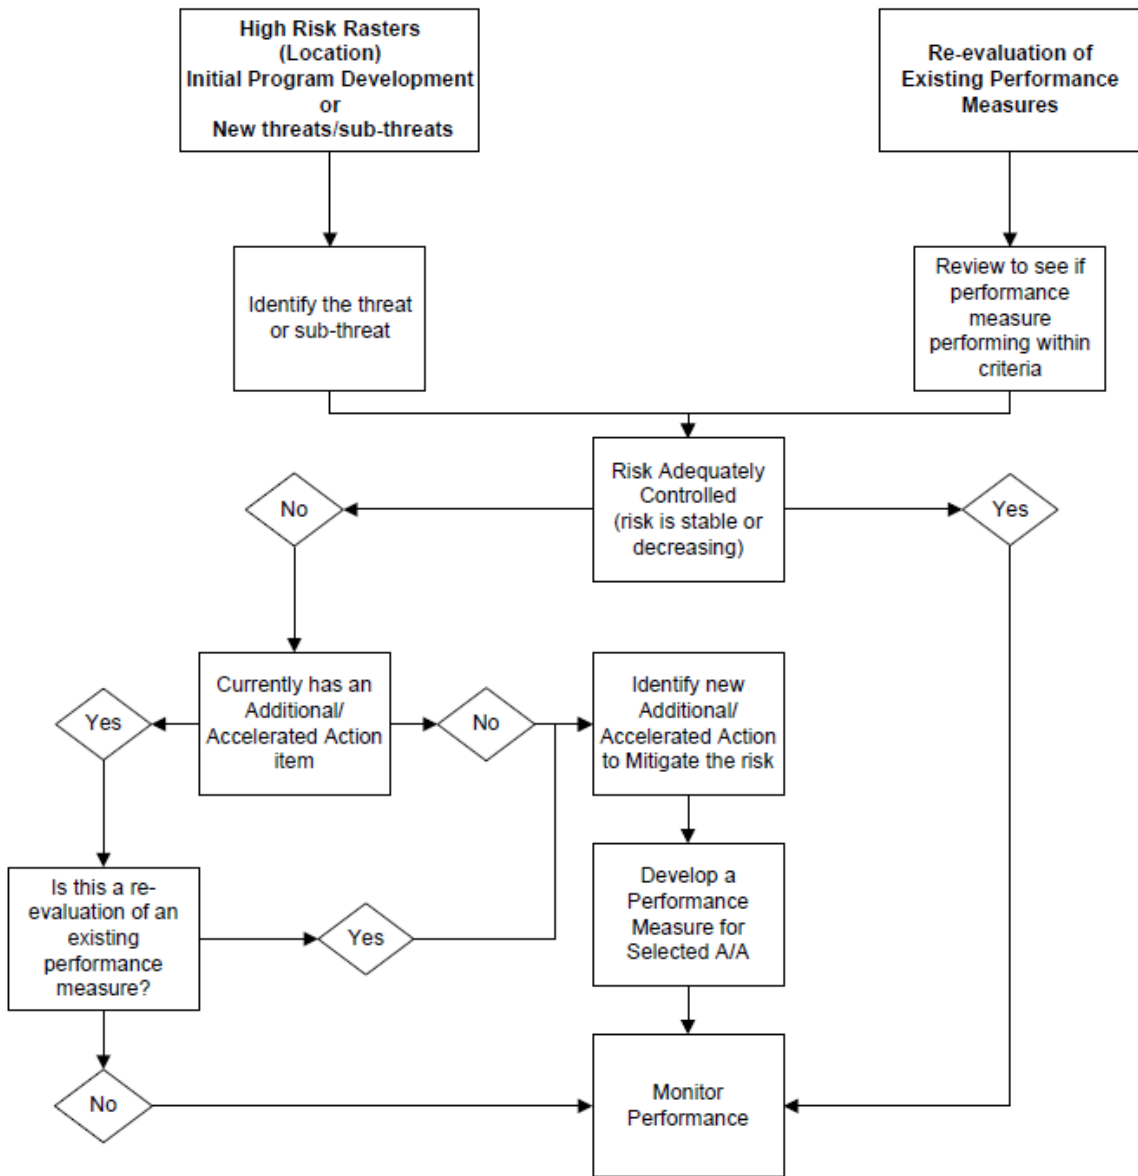 High Risk Rasters
(Location)
Initial Program Development
or
New threats/sub-threats
Re-evaluation of
Existing Performance
Measures
Identify the threat
or sub-threat
Review to see if
performance
measure
performing within
criteria
Risk Adequately
Controlled
(risk is stable or
decreasing)
No
Yes
Currently has an
Additional/
Accelerated Action
item
Yes
No
Identify new
Additional/
Accelerated Action
to Mitigate the risk
Is this a re-
evaluation of an
existing
performance
measure?
Yes
Develop a
Performance
Measure for
Selected A/A
No
Monitor
Performance